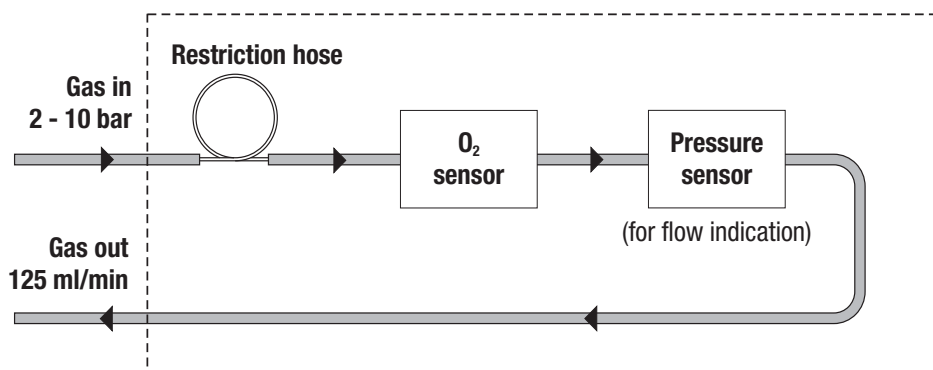 Restriction hose
Gas in
2 - 10 bar
O₂
sensor
Pressure
sensor
(for flow indication)
Gas out
125 ml/min